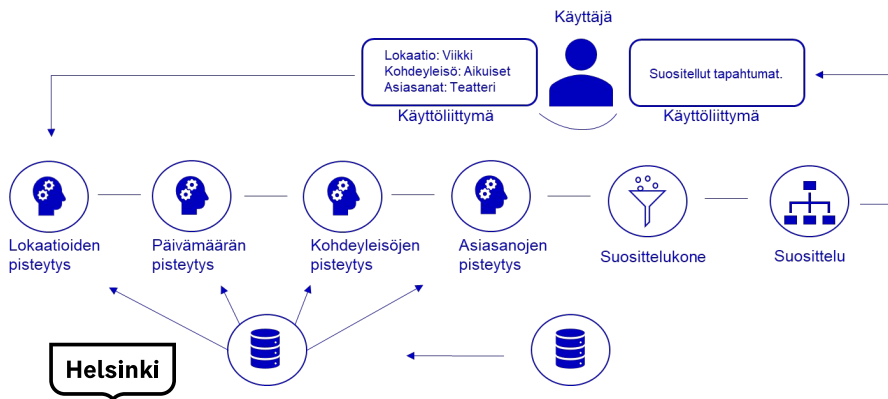 Käyttäjä
Lokaatio: Viikki
Kohdeyleisö: Aikuiset
Asiasanat: Teatteri
Suositellut tapahtumat.
Käyttöliittymä
Käyttöliittymä
Lokaatioiden
pisteytys
Päivämäärän
pisteytys
Kohdeyleisöjen
pisteytys
Asiasanojen
pisteytys
Suosittelukone
Suosittelu
Helsinki